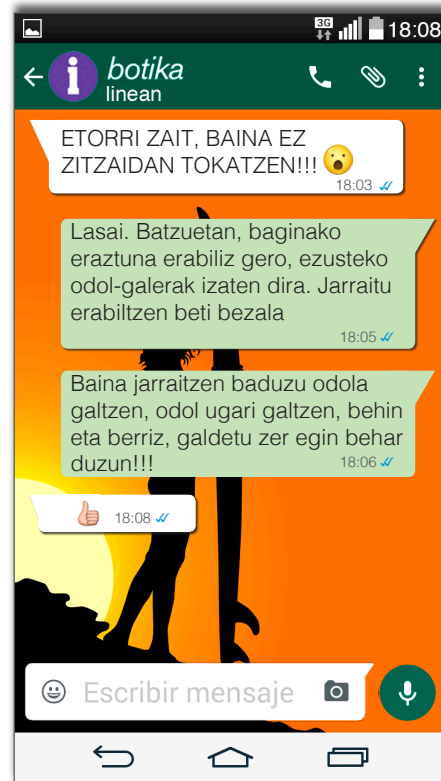 3G
18:08
i botika
linean
ETORRI ZAIT, BAINA EZ
ZITZAIDAN TOKATZEN!!!
18:03
Lasai. Batzuetan, baginako
eraztuna erabiliz gero, ezusteko
odol-galerak izaten dira. Jarraitu
erabiltzen beti bezala
18:05
Baina jarraitzen baduzu odola
galtzen, odol ugari galtzen, behin
eta berriz, galdetu zer egin behar
duzun!!! 18:06
18:08
Escribir mensaje